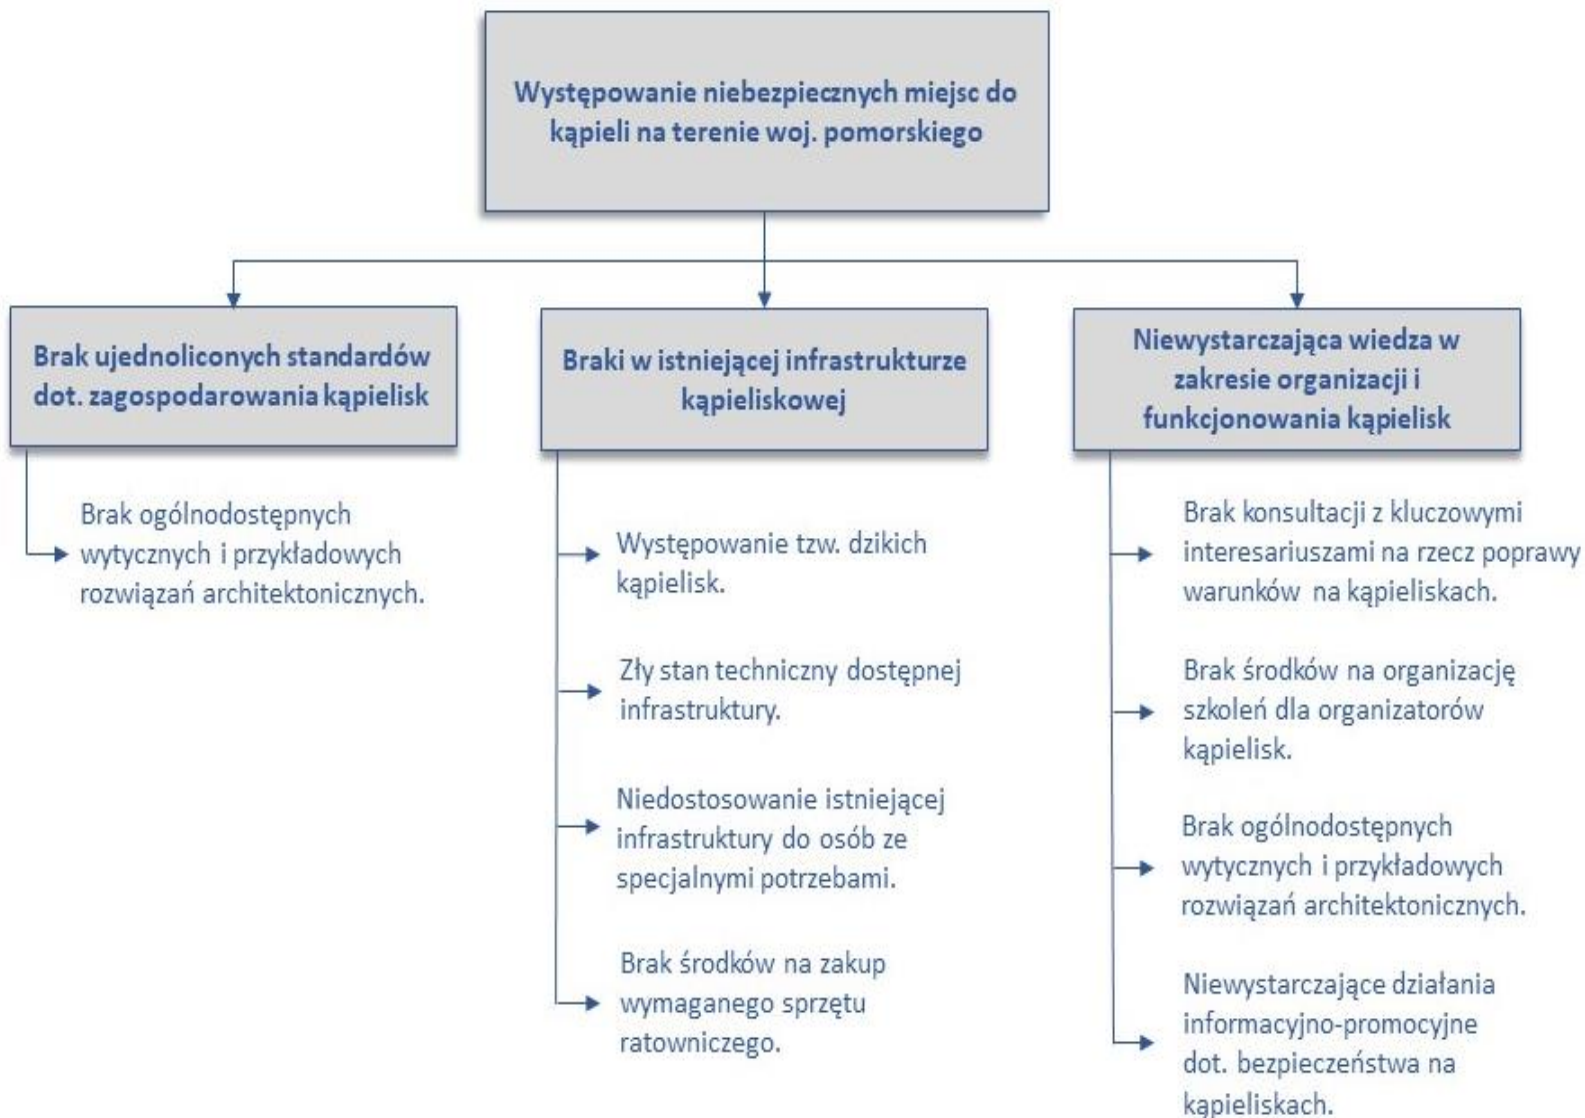 Występowanie niebezpiecznych miejsc do
kąpieli na terenie woj. pomorskiego
Brak ujednoliconych standardów
dot. zagospodarowania kąpielisk
Brak ogólnodostępnych
wytycznych i przykładowych
rozwiązań architektonicznych.
Braki w istniejącej infrastrukturze
kąpieliskowej
Występowanie tzw. dzikich
kąpielisk.
Zły stan techniczny dostępnej
infrastruktury.
Niedostosowanie istniejącej
infrastruktury do osób ze
specjalnymi potrzebami.
Brak środków na zakup
wymaganego sprzętu
ratowniczego.
Niewystarczająca wiedza w
zakresie organizacji i
funkcjonowania kąpielisk
Brak konsultacji z kluczowymi
interesariuszami na rzecz poprawy
warunków na kąpieliskach.
Brak środków na organizację
szkoleń dla organizatorów
kąpielisk.
Brak ogólnodostępnych
wytycznych i przykładowych
rozwiązań architektonicznych.
Niewystarczające działania
informacyjno-promocyjne
dot. bezpieczeństwa na
kąpieliskach.